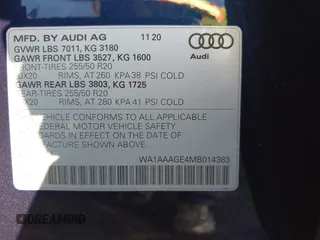 MFD. BY AUDI AG 11 20
GVWR LBS 7011, KG 3180
GAWR FRONT LBS 3527, KG 1600
FRONT-TIRES 255/60 R20
RIMS, AT 260 KPA 38 PSI COLD
GAWR REAR LBS 3803, KG 1725
REAR-TIRES 255/50 R20
RIMS, AT 280 KPA 41 PSI COLD
VEHICLE CONFORMS TO ALL APPLICABLE
FEDERAL MOTOR VEHICLE SAFETY
STANDARDS IN EFFECT ON THE DATE OF
MANUFACTURE SHOWN ABOVE
Audi
WA1AAAGE4MB014383
DREAMBID